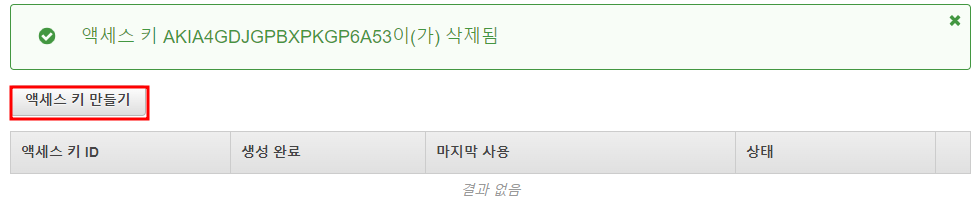 액세스 키 AKIA4GDJGPBXPKGP6A53이(가) 삭제됨
액세스 키 만들기
액세스 키 ID 생성 완료 마지막 사용 상태
결과 없음